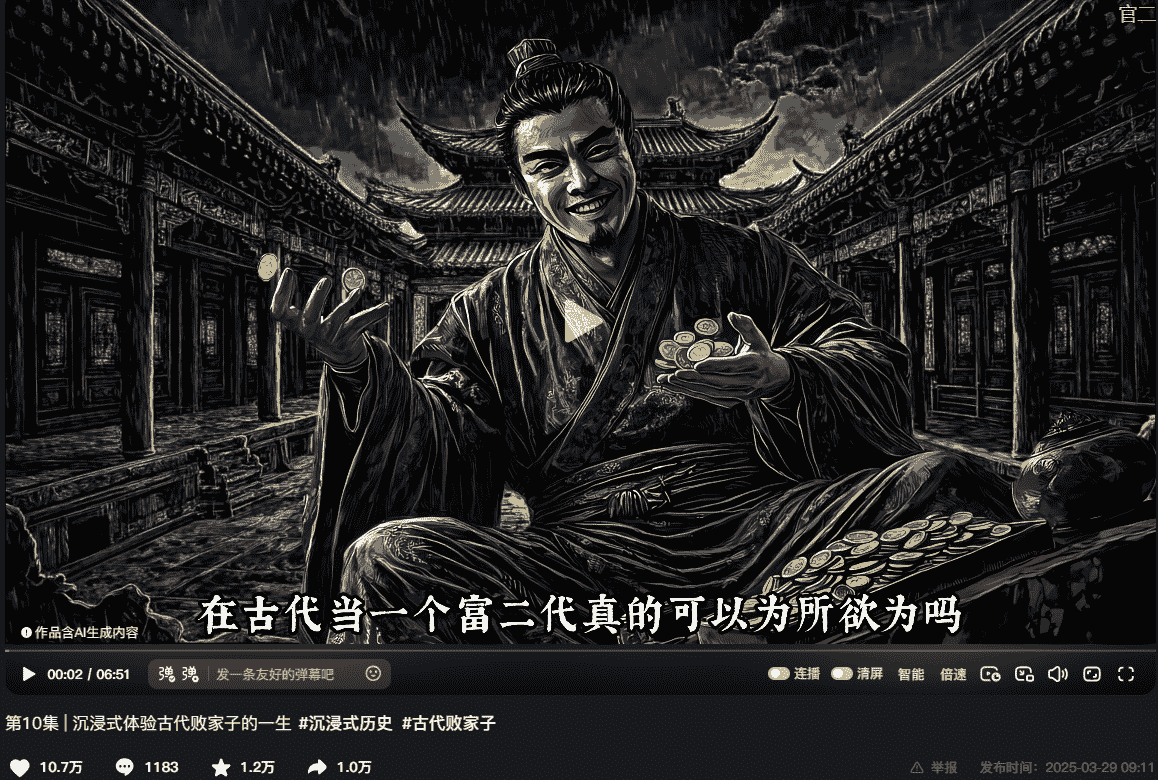 官二
在古代当一个富二代真的可以为所欲为吗
作品含AI生成内容
00:02 / 06:51
弹 弹
发一条友好的弹幕吧
连播
清屏
智能
倍速
第10集 | 沉浸式体验古代败家子的一生 #沉浸式历史 #古代败家子
10.7万
1183
1.2万
1.0万
举报
发布时间：2025-03-29 09:11